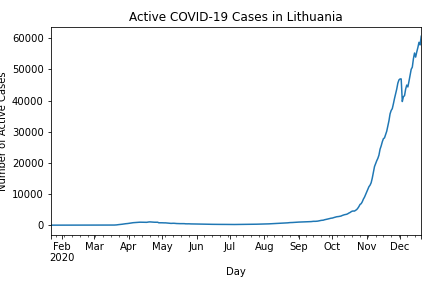 Active COVID-19 Cases in Lithuania
Number of Active Cases
60000
50000
40000
30000
20000
10000
0
Feb Mar Apr May Jun Jul Aug Sep Oct Nov Dec
2020
Day